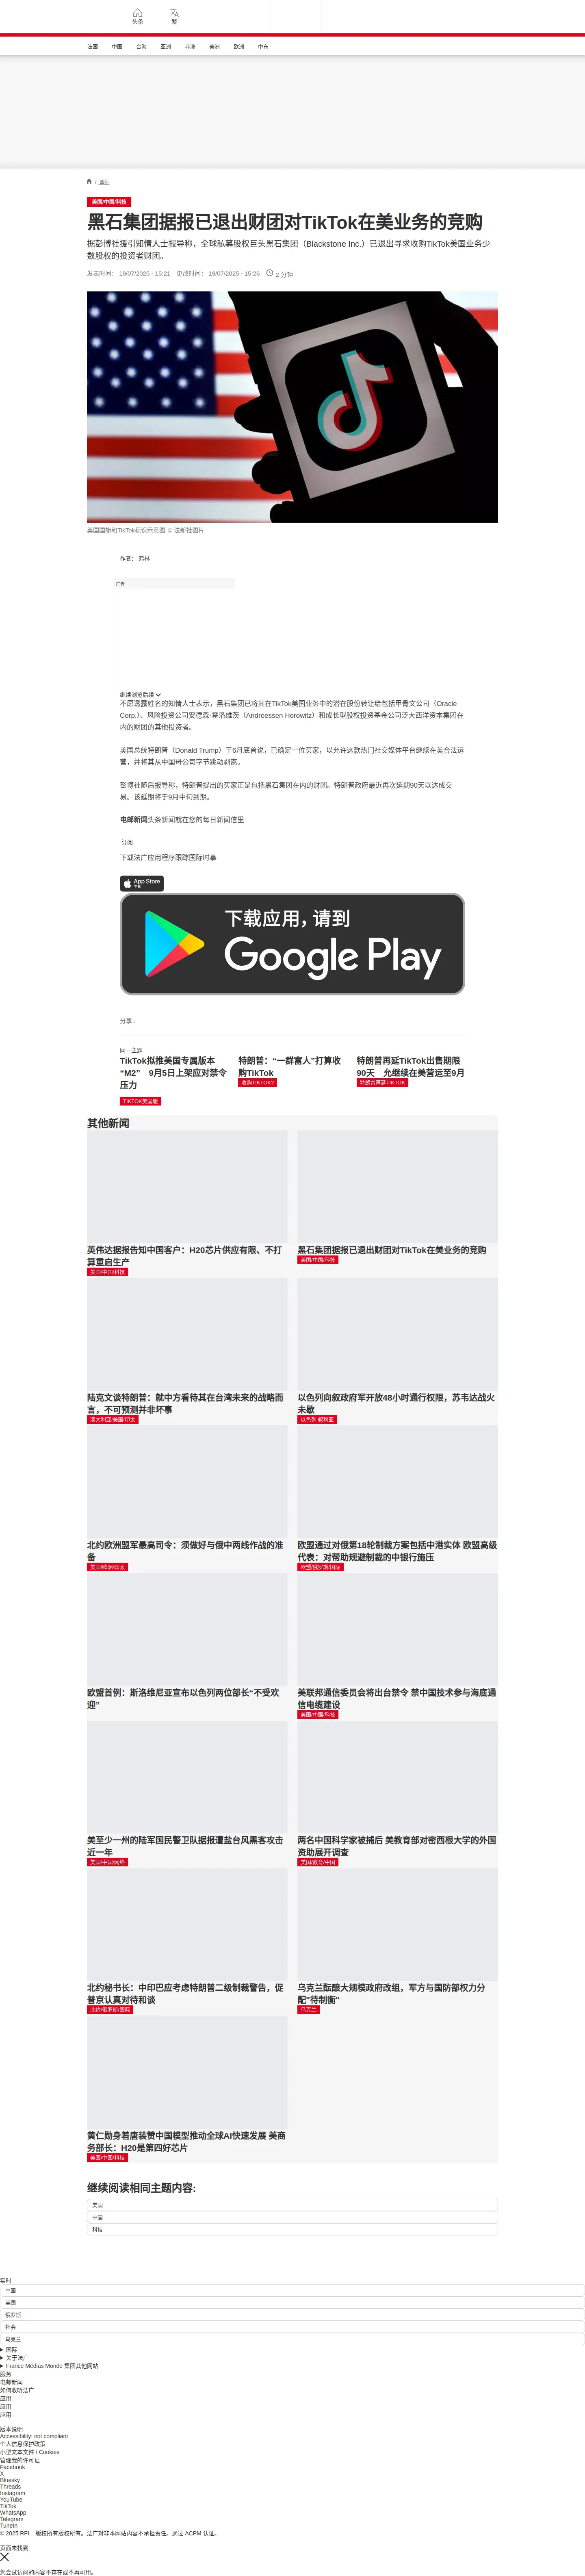 头条
繁
法国
中国
台海
亚洲
非洲
美洲
欧洲
中东
/ 国际
美国/中国/科技
黑石集团据报已退出财团对TikTok在美业务的竞购
据彭博社援引知情人士报导称，全球私募股权巨头黑石集团（Blackstone Inc.）已退出寻求收购TikTok美国业务少
数股权的投资者财团。
发表时间： 19/07/2025 - 15:21 更改时间： 19/07/2025 - 15:26 2 分钟
美国国旗和TikTok标识示意图 © 法新社图片
作者： 弗林
广告
继续浏览后续
不愿透露姓名的知情人士表示，黑石集团已将其在TikTok美国业务中的潜在股份转让给包括甲骨文公司（Oracle
Corp.）、风险投资公司安德森·霍洛维茨（Andreessen Horowitz）和成长型股权投资基金公司泛大西洋资本集团在
内的财团的其他投资者。
美国总统特朗普（Donald Trump）于6月底曾说，已确定一位买家，以允许这款热门社交媒体平台继续在美合法运
营，并将其从中国母公司字节跳动剥离。
彭博社随后报导称，特朗普提出的买家正是包括黑石集团在内的财团。特朗普政府最近再次延期90天以达成交
易。该延期将于9月中旬到期。
电邮新闻头条新闻就在您的每日新闻信里
订阅
下载法广应用程序跟踪国际时事
App Store
下载
下载应用，请到
Google Play
分享 :
同一主题
TikTok拟推美国专属版本
“M2” 9月5日上架应对禁令
压力
TIKTOK美国版
特朗普：“一群富人”打算收
购TikTok
收购TIKTOK?
特朗普再延TikTok出售期限
90天 允继续在美营运至9月
特朗普再延TIKTOK
其他新闻
英伟达据报告知中国客户：H20芯片供应有限、不打
算重启生产
美国/中国/科技
黑石集团据报已退出财团对TikTok在美业务的竞购
美国/中国/科技
陆克文谈特朗普：就中方看待其在台湾未来的战略而
言，不可预测并非坏事
澳大利亚/美国/印太
以色列向叙政府军开放48小时通行权限，苏韦达战火
未歇
以色列 叙利亚
北约欧洲盟军最高司令：须做好与俄中两线作战的准
备
美国/欧洲/印太
欧盟通过对俄第18轮制裁方案包括中港实体 欧盟高级
代表：对帮助规避制裁的中银行施压
欧盟/俄罗斯/国际
欧盟首例：斯洛维尼亚宣布以色列两位部长“不受欢
迎”
美联邦通信委员会将出台禁令 禁中国技术参与海底通
信电缆建设
美国/中国/科技
美至少一州的陆军国民警卫队据报遭盐台风黑客攻击
近一年
美国/中国/网络
两名中国科学家被捕后 美教育部对密西根大学的外国
资助展开调查
美国/教育/中国
北约秘书长：中印巴应考虑特朗普二级制裁警告，促
普京认真对待和谈
北约/俄罗斯/国际
乌克兰酝酿大规模政府改组，军方与国防部权力分
配"待制衡"
乌克兰
黄仁勋身着唐装赞中国模型推动全球AI快速发展 美商
务部长：H20是第四好芯片
美国/中国/科技
继续阅读相同主题内容:
美国
中国
科技
实时
中国
美国
俄罗斯
社会
乌克兰
国际
关于法广
France Médias Monde 集团其他网站
服务
电邮新闻
如何收听法广
应用
应用
应用
版本说明
Accessibility: not compliant
个人信息保护政策
小型文本文件 / Cookies
管理我的许可证
Facebook
X
Bluesky
Threads
Instagram
YouTube
TikTok
WhatsApp
Telegram
TuneIn
© 2025 RFI – 版权所有版权所有。法广对非本网站内容不承担责任。通过 ACPM 认证。
页面未找到
您尝试访问的内容不存在或不再可用。